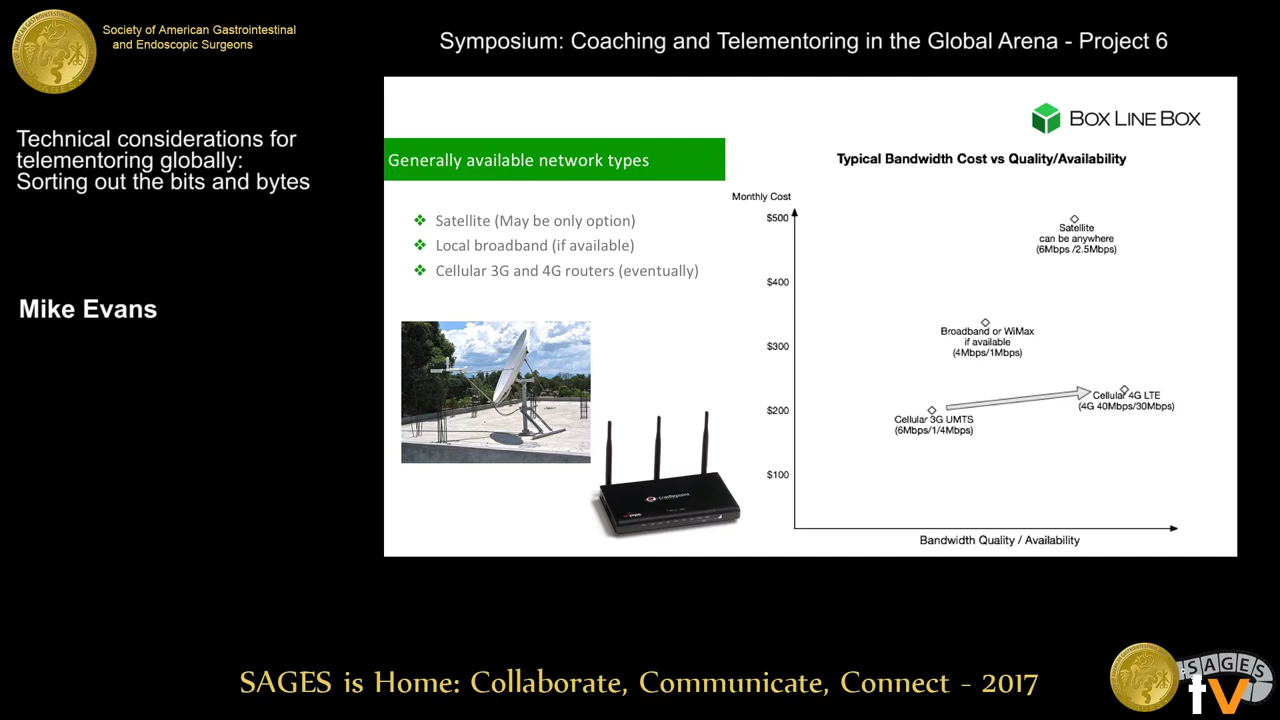 Society of American Gastrointestinal
and Endoscopic Surgeons
Symposium: Coaching and Telementoring in the Global Arena - Project 6
Technical considerations for
telementoring globally:
Sorting out the bits and bytes
Mike Evans
BOX LINE BOX
Generally available network types
Satellite (May be only option)
Local broadband (if available)
Cellular 3G and 4G routers (eventually)
cradlepoint
Typical Bandwidth Cost vs Quality/Availability
Monthly Cost
$500
Satellite
can be anywhere
(6Mbps /2.5Mbps)
$400
Broadband or WiMax
if available
(4Mbps/1Mbps)
$300
Cellular 4G LTE
(4G 40Mbps/30Mbps)
$200
Cellular 3G UMTS
(6Mbps/1/4Mbps)
$100
Bandwidth Quality / Availability
SAGES is Home: Collaborate, Communicate, Connect - 2017
SAGES
tv